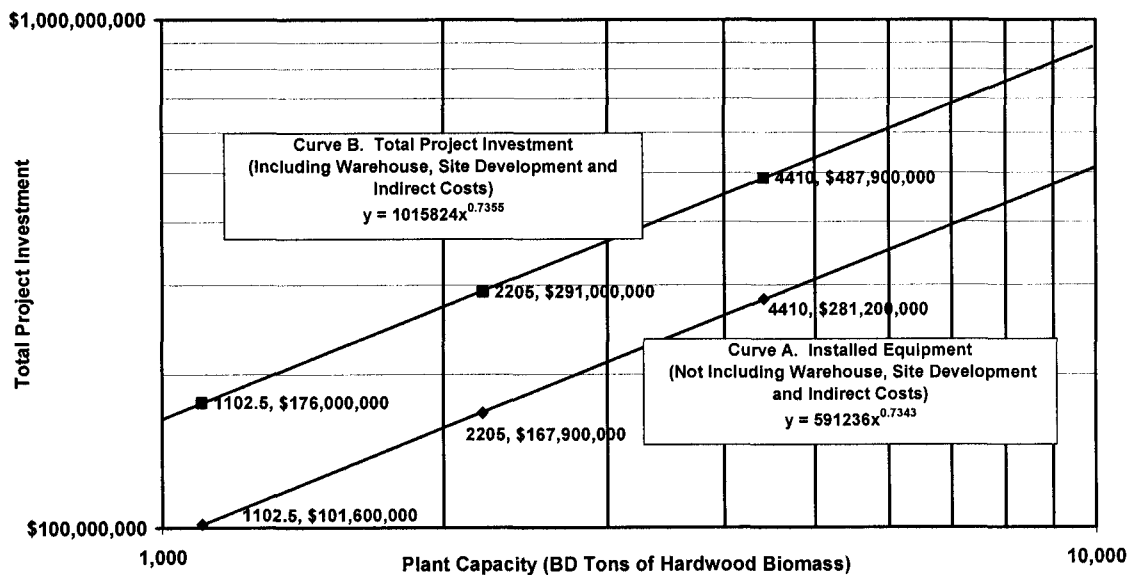 $1,000,000,000
Curve B. Total Project Investment
(Including Warehouse, Site Development and
Indirect Costs)
y = 1015824x^0.7355
4410, $487,900,000
2205, $291,000,000
4410, $281,200,000
Curve A. Installed Equipment
(Not Including Warehouse, Site Development
and Indirect Costs)
y = 591236x^0.7343
1102.5, $176,000,000
2205, $167,900,000
1102.5, $101,600,000
Total Project Investment
$100,000,000
1,000
Plant Capacity (BD Tons of Hardwood Biomass)
10,000